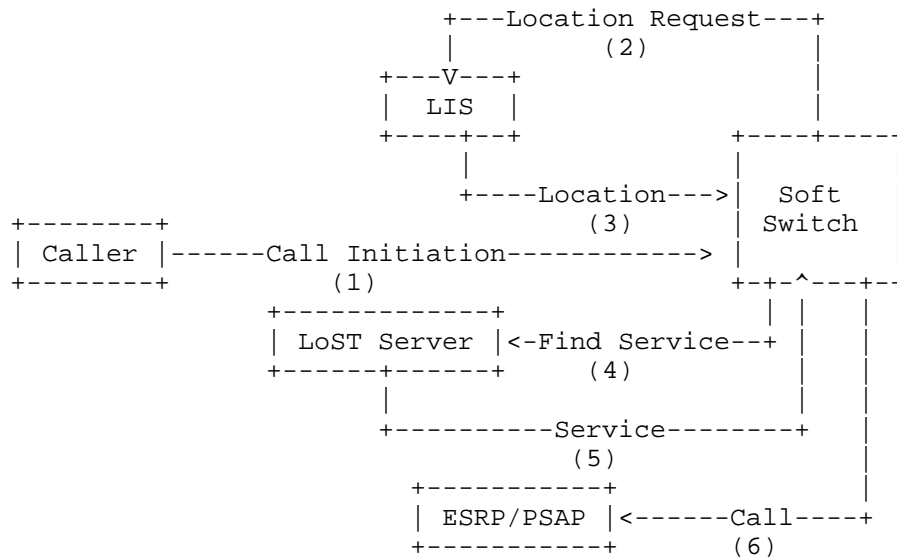 Location Request
(2)
LIS
Location
Soft
(3)
Switch
Caller
Call Initiation
(1)
LoST Server
Find Service
(4)
Service
(5)
ESRP/PSAP
Call
(6)